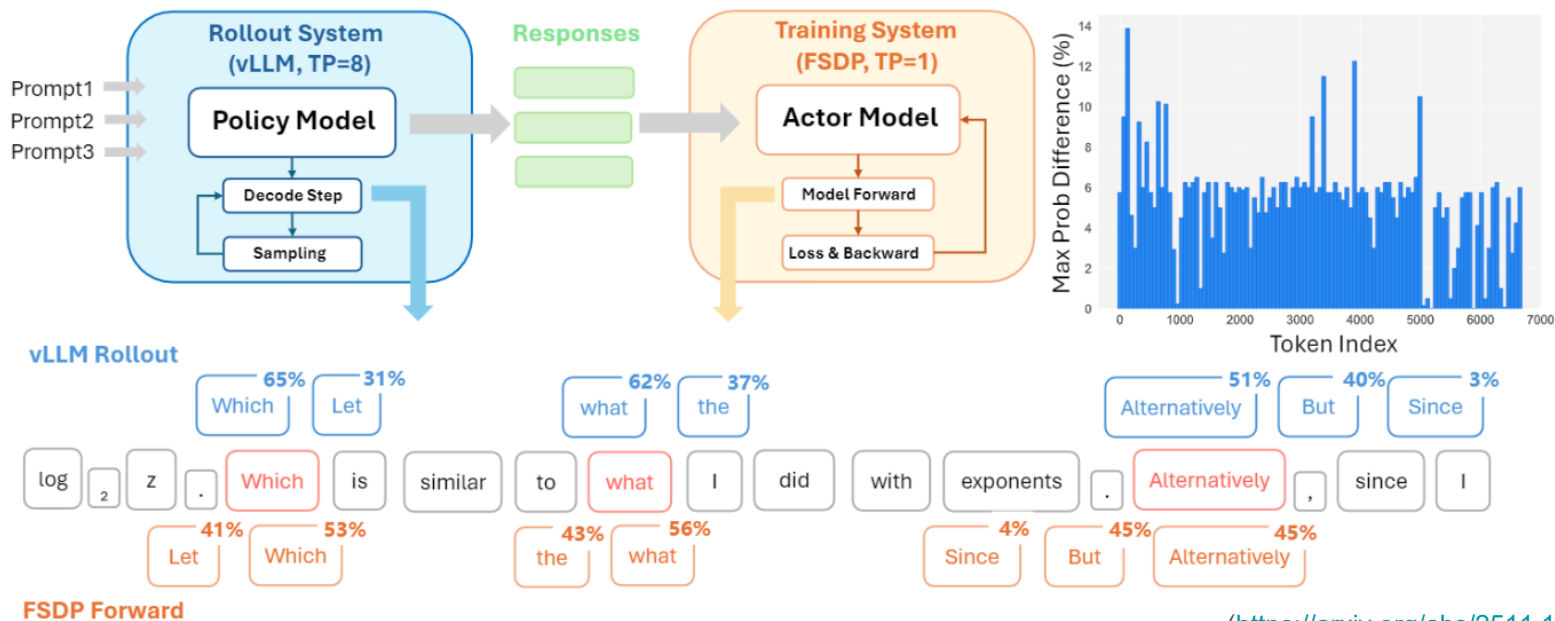 Rollout System
(vLLM, TP=8)
Prompt1
Prompt2
Prompt3
Policy Model
Decode Step
Sampling
Responses
Training System
(FSDP, TP=1)
Actor Model
Model Forward
Loss & Backward
Max Prob Difference (%)
14
12
10
8
6
4
2
0
0 1000 2000 3000 4000 5000 6000 7000
Token Index
vLLM Rollout
65% 31% 62% 37% 51% 40% 3%
Which Let what the Alternatively But Since
log 2 z . Which is similar to what I did with exponents . Alternatively , since I
41% 53% 43% 56% 4% 45% 45%
Let Which the what Since But Alternatively
FSDP Forward